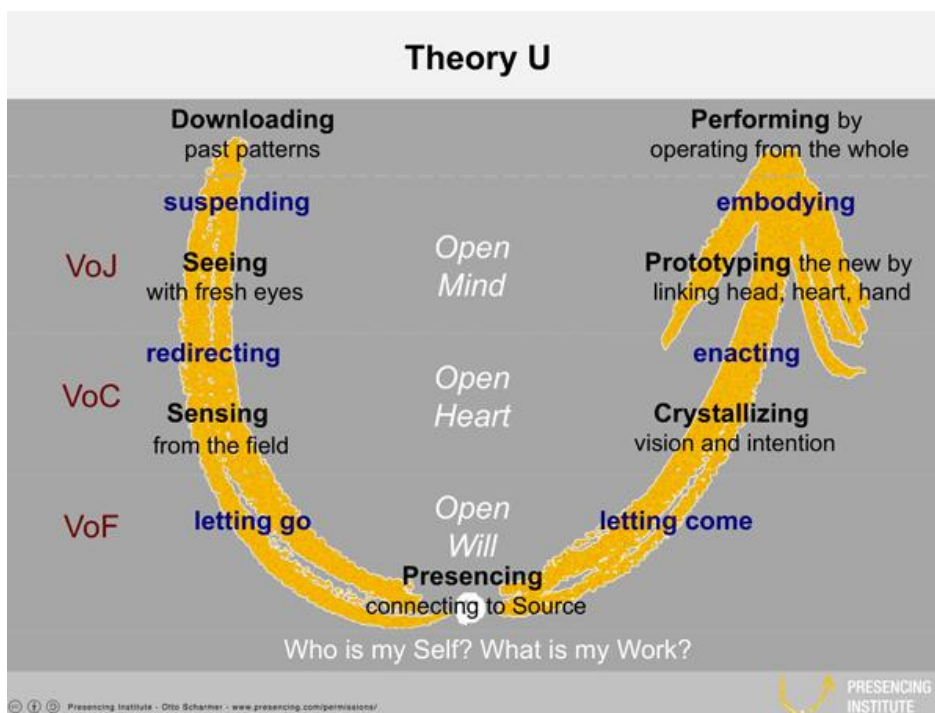 Theory U
Downloading
past patterns
Performing by
operating from the whole
suspending
embodying
VoJ
Seeing
with fresh eyes
Open
Mind
Prototyping the new by
linking head, heart, hand
redirecting
enacting
VoC
Sensing
from the field
Open
Heart
Crystallizing
vision and intention
VoF
letting go
Open
Will
letting come
Presencing
connecting to Source
Who is my Self? What is my Work?
Presencing Institute - Otto Scharmer - www.presencing.com/permissions/
PRESENCING
INSTITUTE